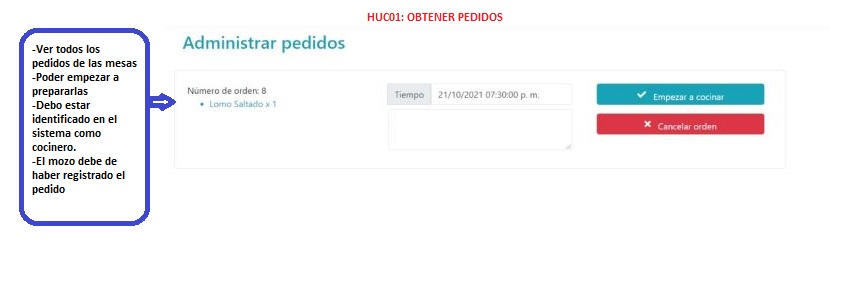 HUC01: OBTENER PEDIDOS
-Ver todos los
pedidos de las mesas
-Poder empezar a
prepararlas
-Debo estar
identificado en el
sistema como
cocinero.
-El mozo debe de
haber registrado el
pedido
Administrar pedidos
Número de orden: 8
• Lomo Saltado x 1
Tiempo
21/10/2021 07:30:00 p. m.
Empezar a cocinar
Cancelar orden